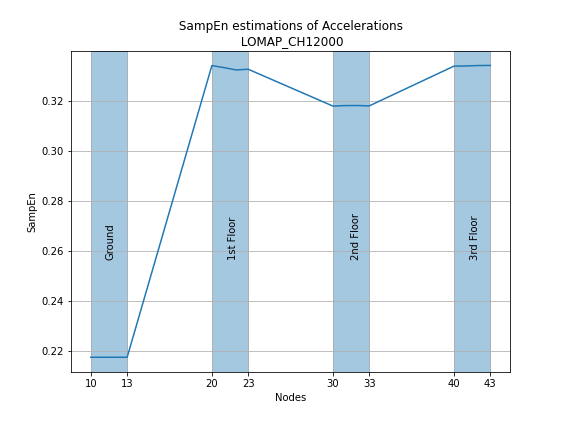 SampEn estimations of Accelerations
LOMAP_CH12000
SampEn
0.32
0.30
0.28
0.26
0.24
0.22
Ground
1st Floor
2nd Floor
3rd Floor
10 13 20 23 30 33 40 43
Nodes